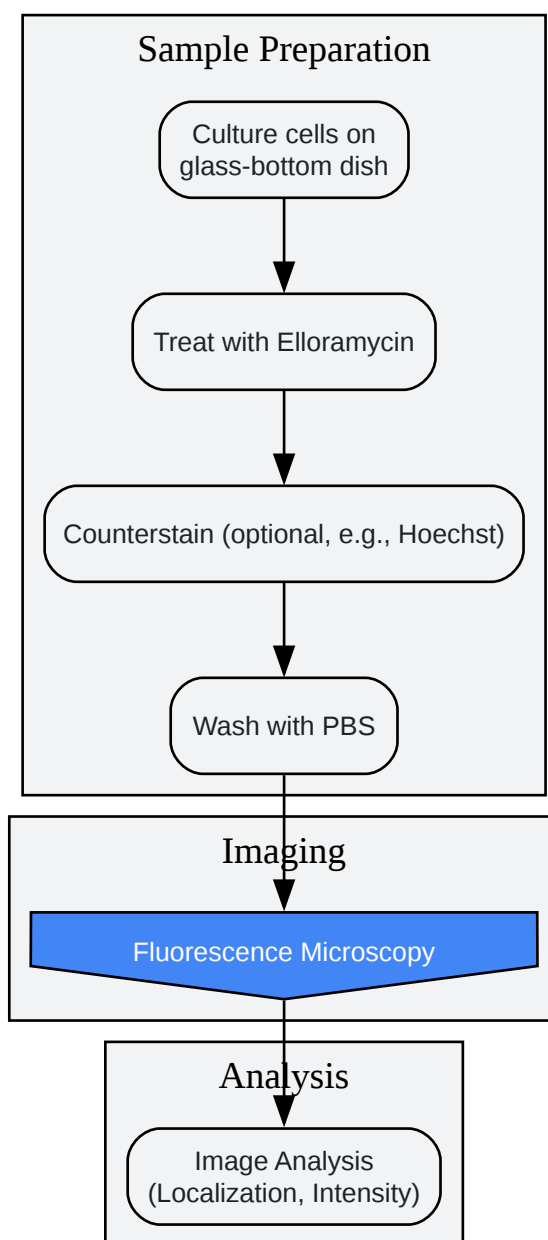 Sample Preparation
Culture cells on
glass-bottom dish
Treat with Elloramycin
Counterstain (optional, e.g., Hoechst)
Wash with PBS
Imaging
Fluorescence Microscopy
Analysis
Image Analysis
(Localization, Intensity)